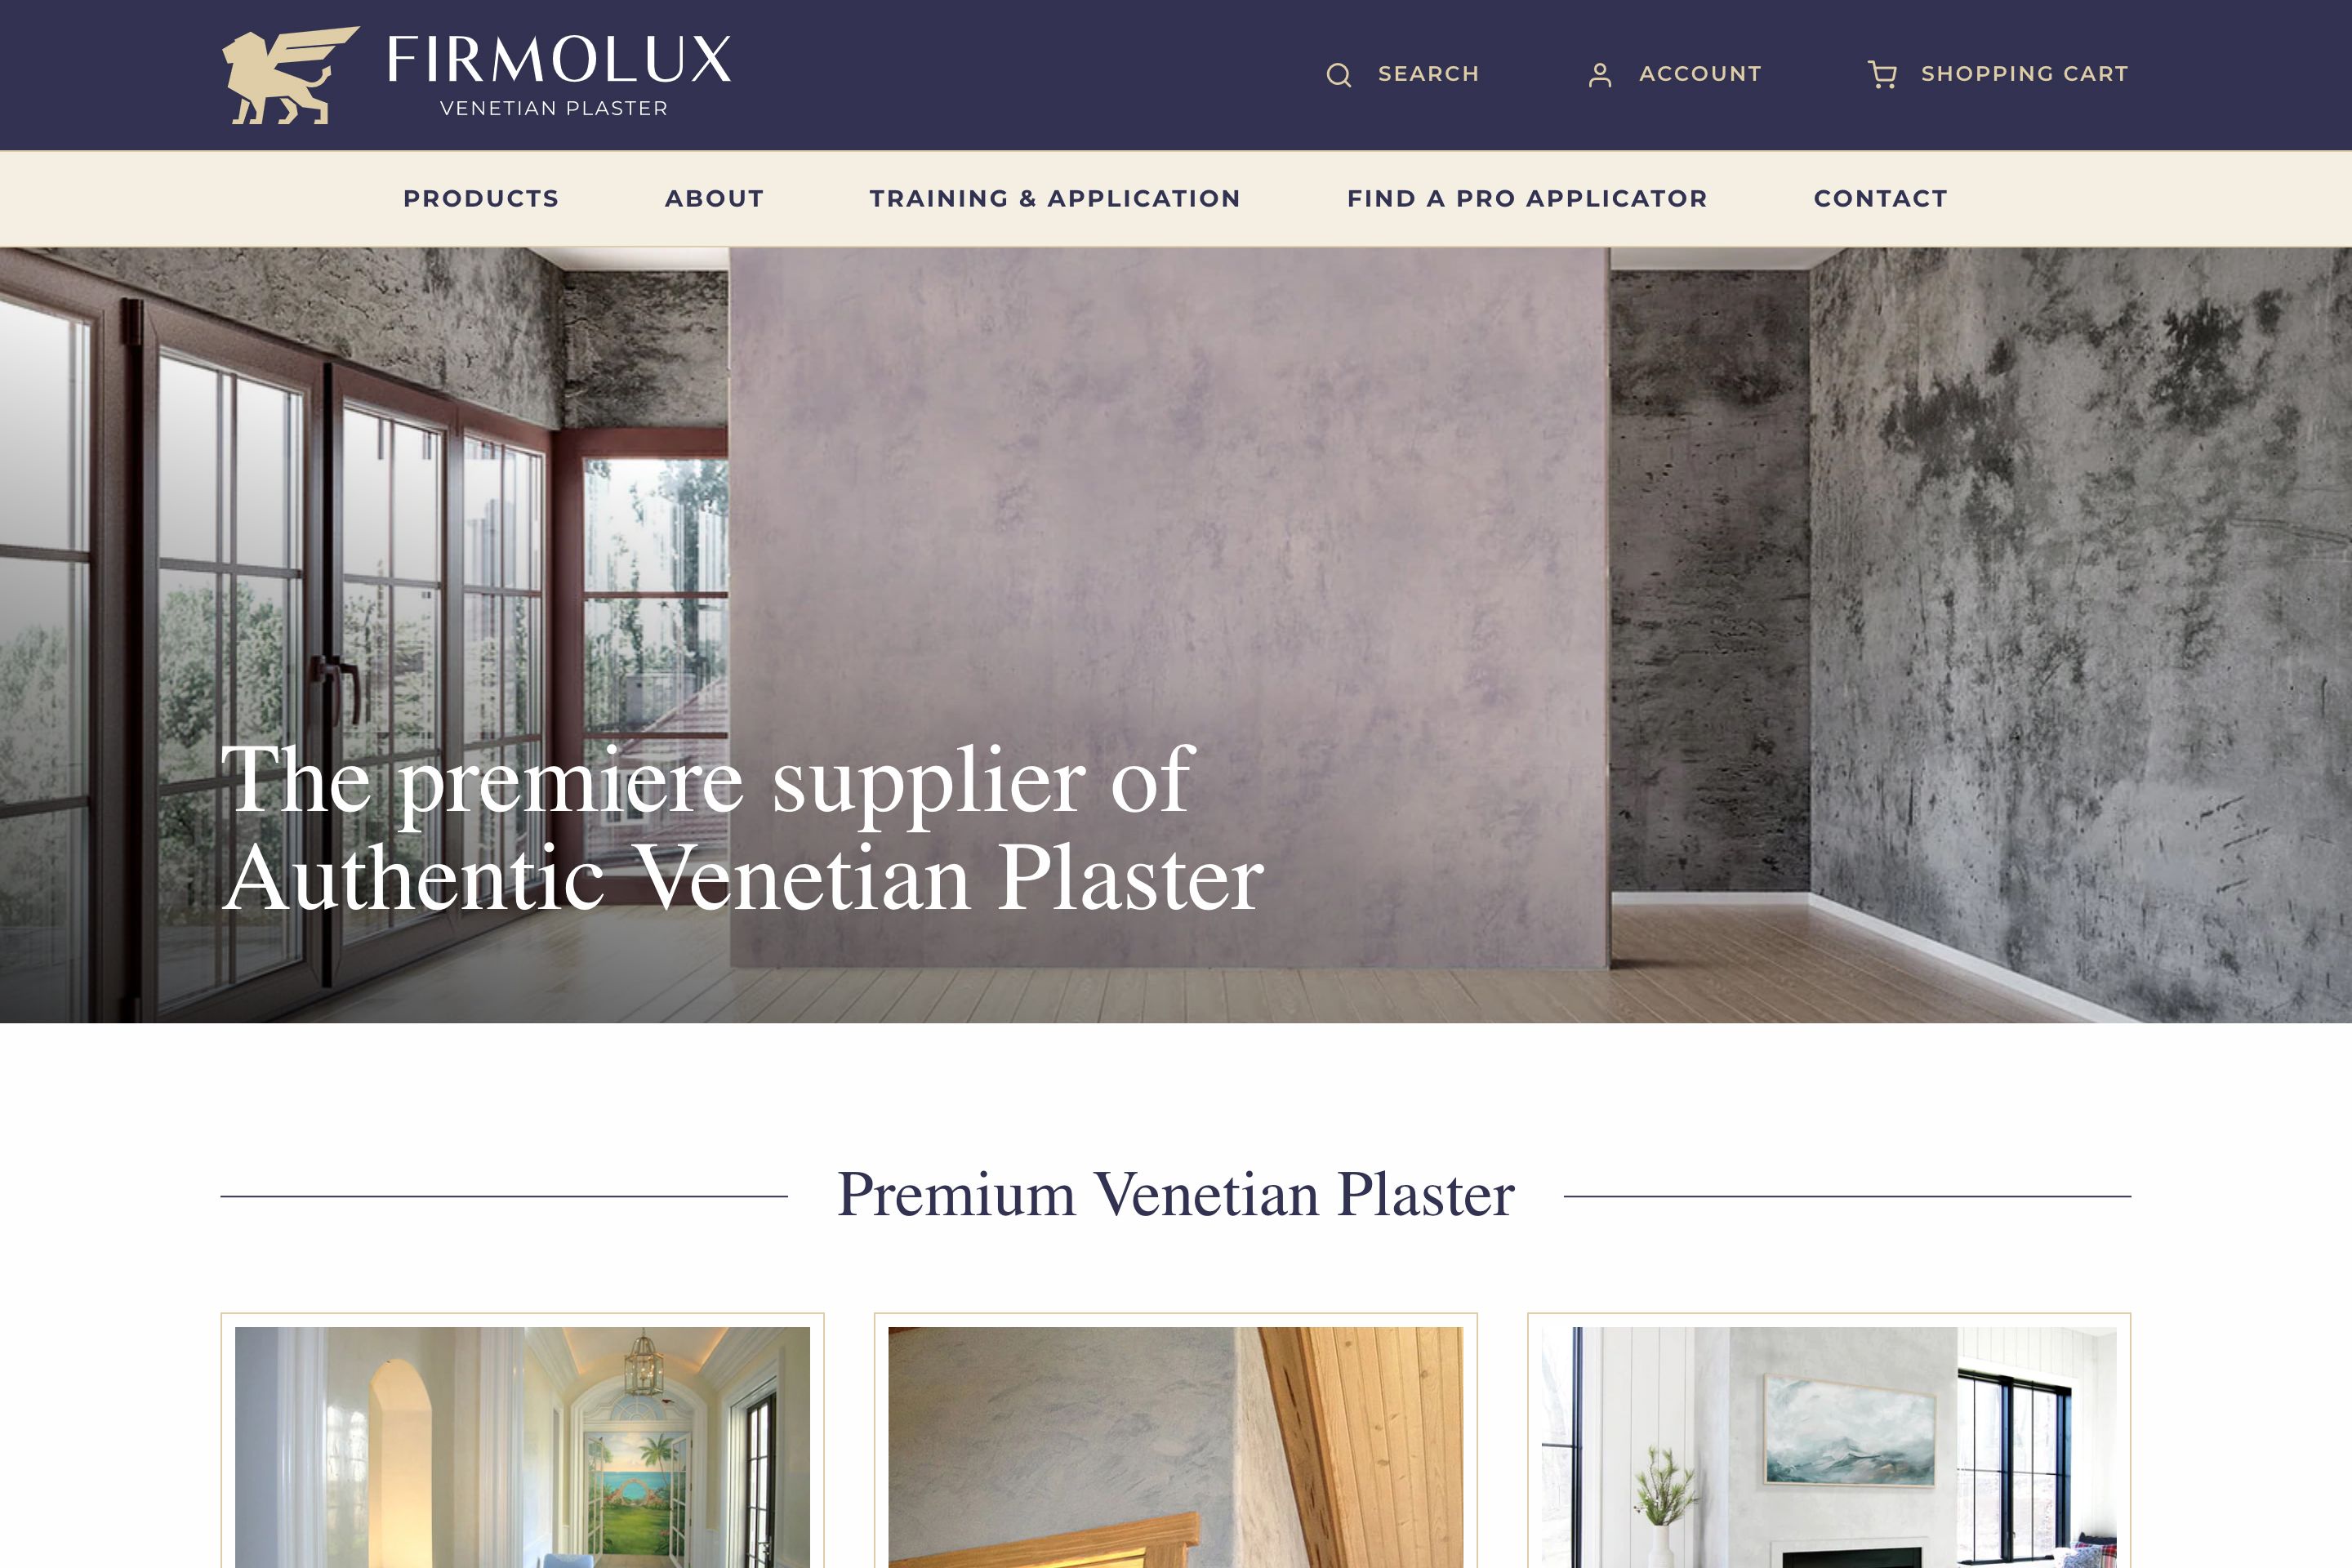 FIRMOLUX
VENETIAN PLASTER
SEARCH
ACCOUNT
SHOPPING CART
PRODUCTS
ABOUT
TRAINING & APPLICATION
FIND A PRO APPLICATOR
CONTACT
The premiere supplier of
Authentic Venetian Plaster
Premium Venetian Plaster